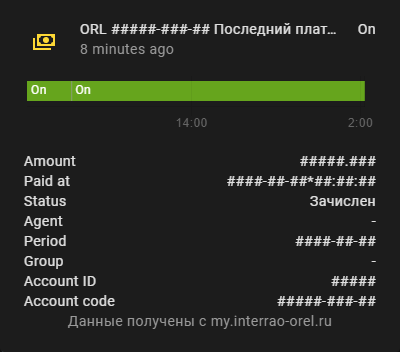 ORL #####-###-## Последний плат... On
8 minutes ago
On On
14:00 2:00
Amount #####.###
Paid at ####-##-##*##:##:##
Status Зачислен
Agent -
Period ####-##-##
Group -
Account ID #####
Account code #####-###-##
Данные получены с my.interrao-orel.ru